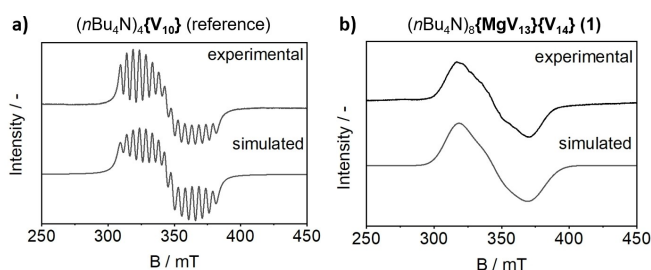 a) (nBu₄N)₄{V₁₀} (reference)
experimental
simulated
Intensity / -
250 300 350 400 450
B / mT
b) (nBu₄N)₈{MgV₁₃}{V₁₄} (1)
experimental
simulated
Intensity / -
250 300 350 400 450
B / mT